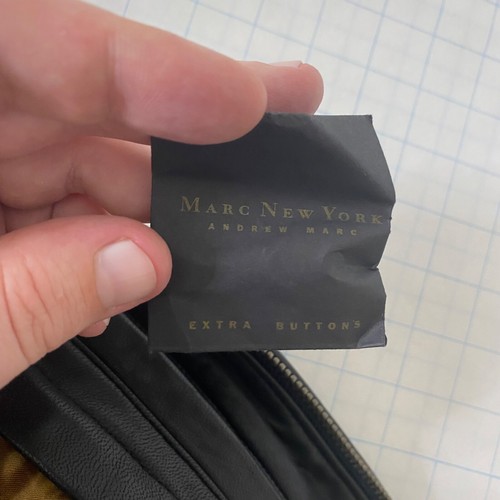 MARC NEW YORK
ANDREW MARC
EXTRA BUTTONS